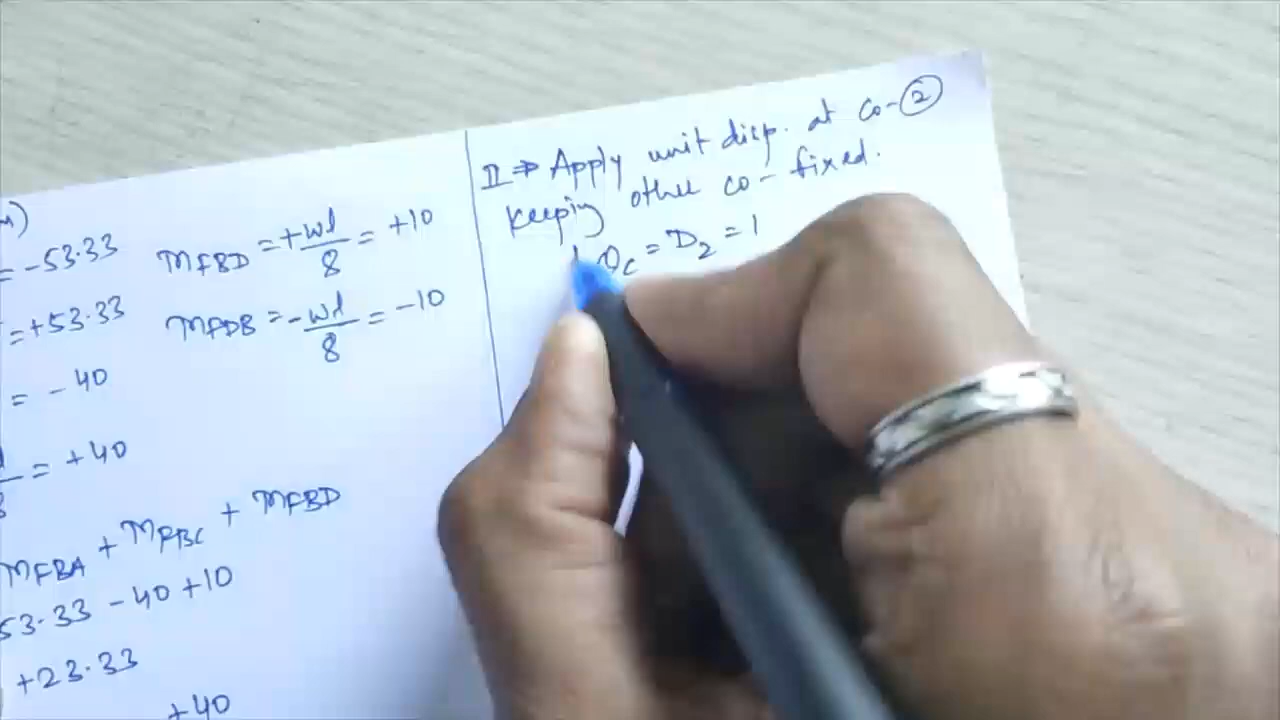 = -53.33
MFBD = +wl/8 = +10
= +53.33
MFDB = -wl/8 = -10
= - 40
= +40
MFBA + MFBC + MFBD
53.33 - 40 +10
+23.33
+40
II ⇒ Apply unit disp. at co-②
Keepiy other co- fixed.
θc = D2 = 1